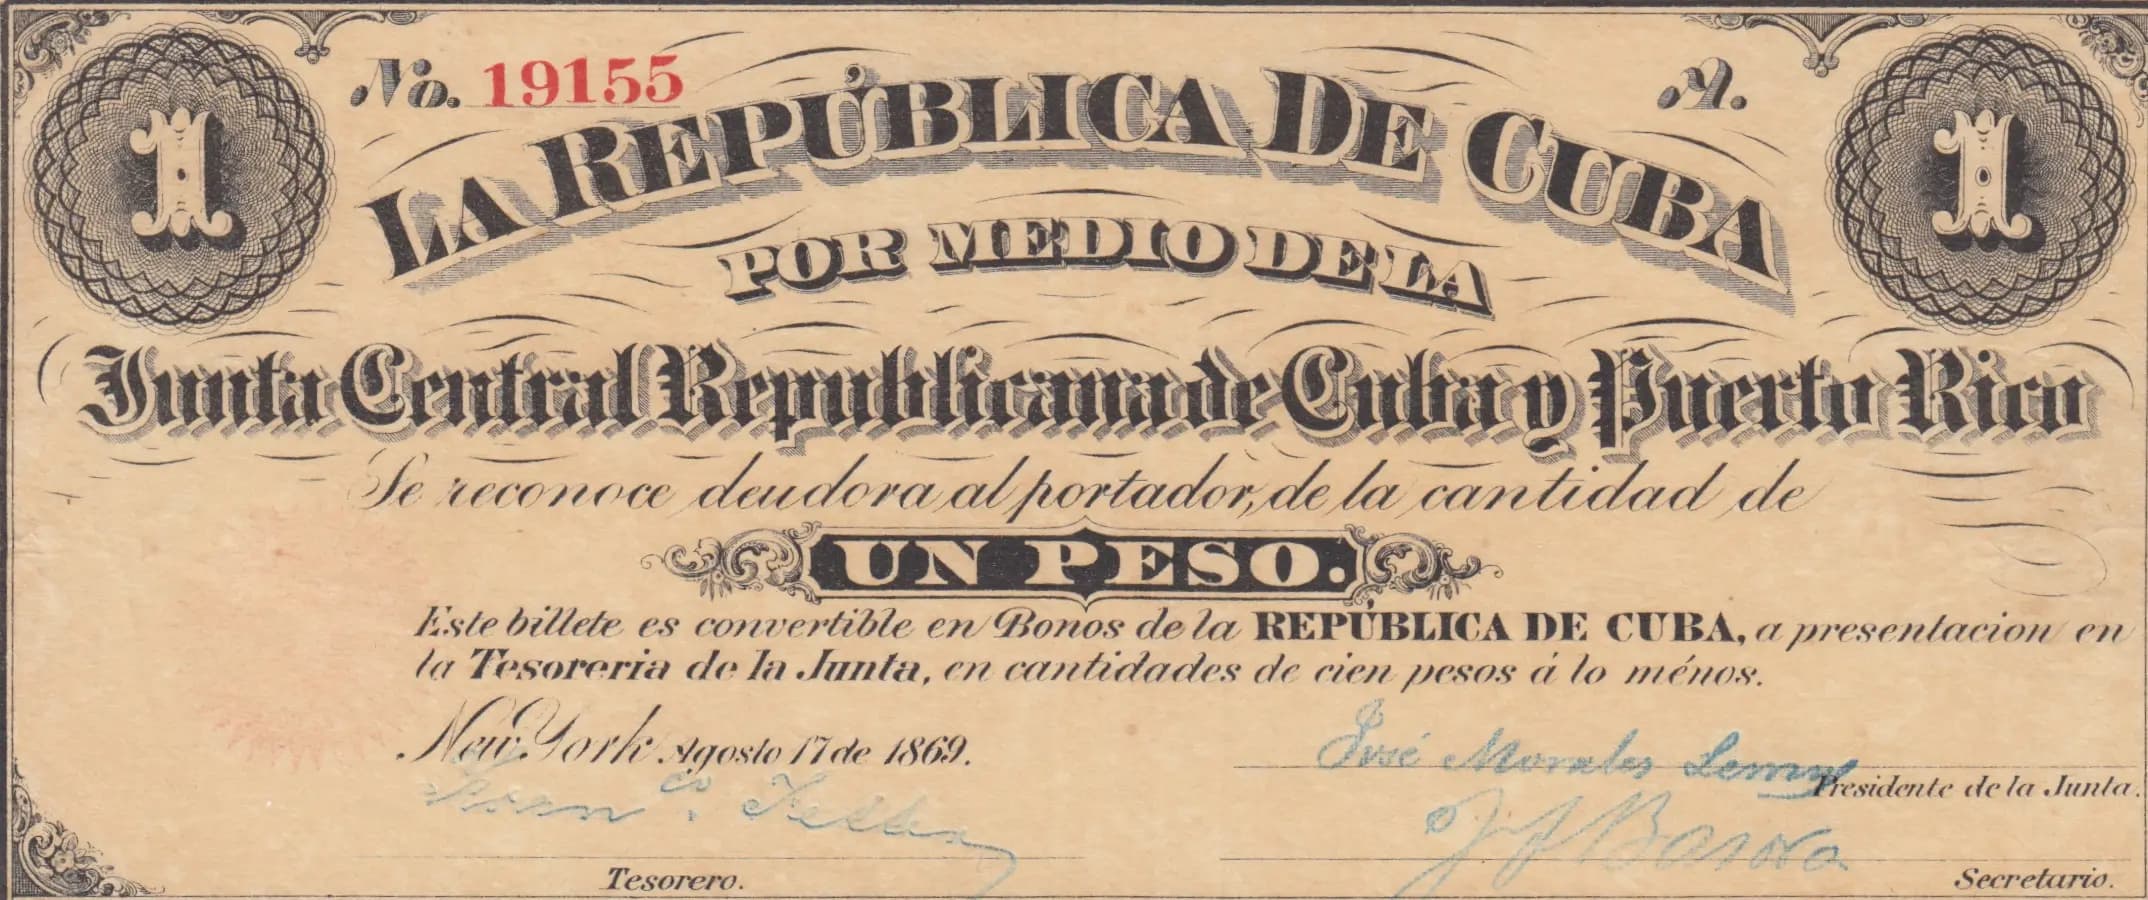 1
No. 19155
A.
1
LA REPÚBLICA DE CUBA
POR MEDIO DE LA
Junta Central Republicana de Cuba y Puerto Rico
Se reconoce deudora al portador, de la cantidad de
UN PESO.
Este billete es convertible en Bonos de la REPÚBLICA DE CUBA, a presentacion en
la Tesoreria de la Junta, en cantidades de cien pesos á lo ménos.
New York Agosto 17 de 1869.
José Morales Lemus
Presidente de la Junta.
Tesorero.
Secretario.